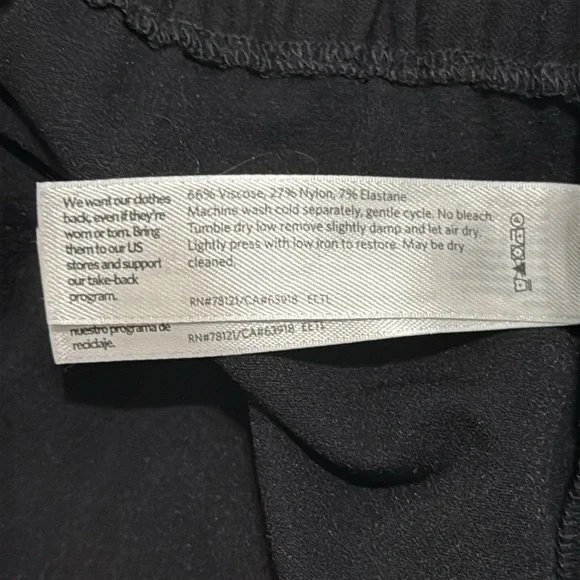 We want our clothes
back, even if they're
worn or torn. Bring
them to our US
stores and support
our take-back
program.
66% Viscose, 27% Nylon, 7% Elastane
Machine wash cold separately, gentle cycle. No bleach.
Tumble dry low remove slightly damp and let air dry.
Lightly press with low iron to restore. May be dry
cleaned.
RN#78121/CA#63918 EETL
nuestro programa de
reciclaje.
RN#78121/CA#63918 EETL